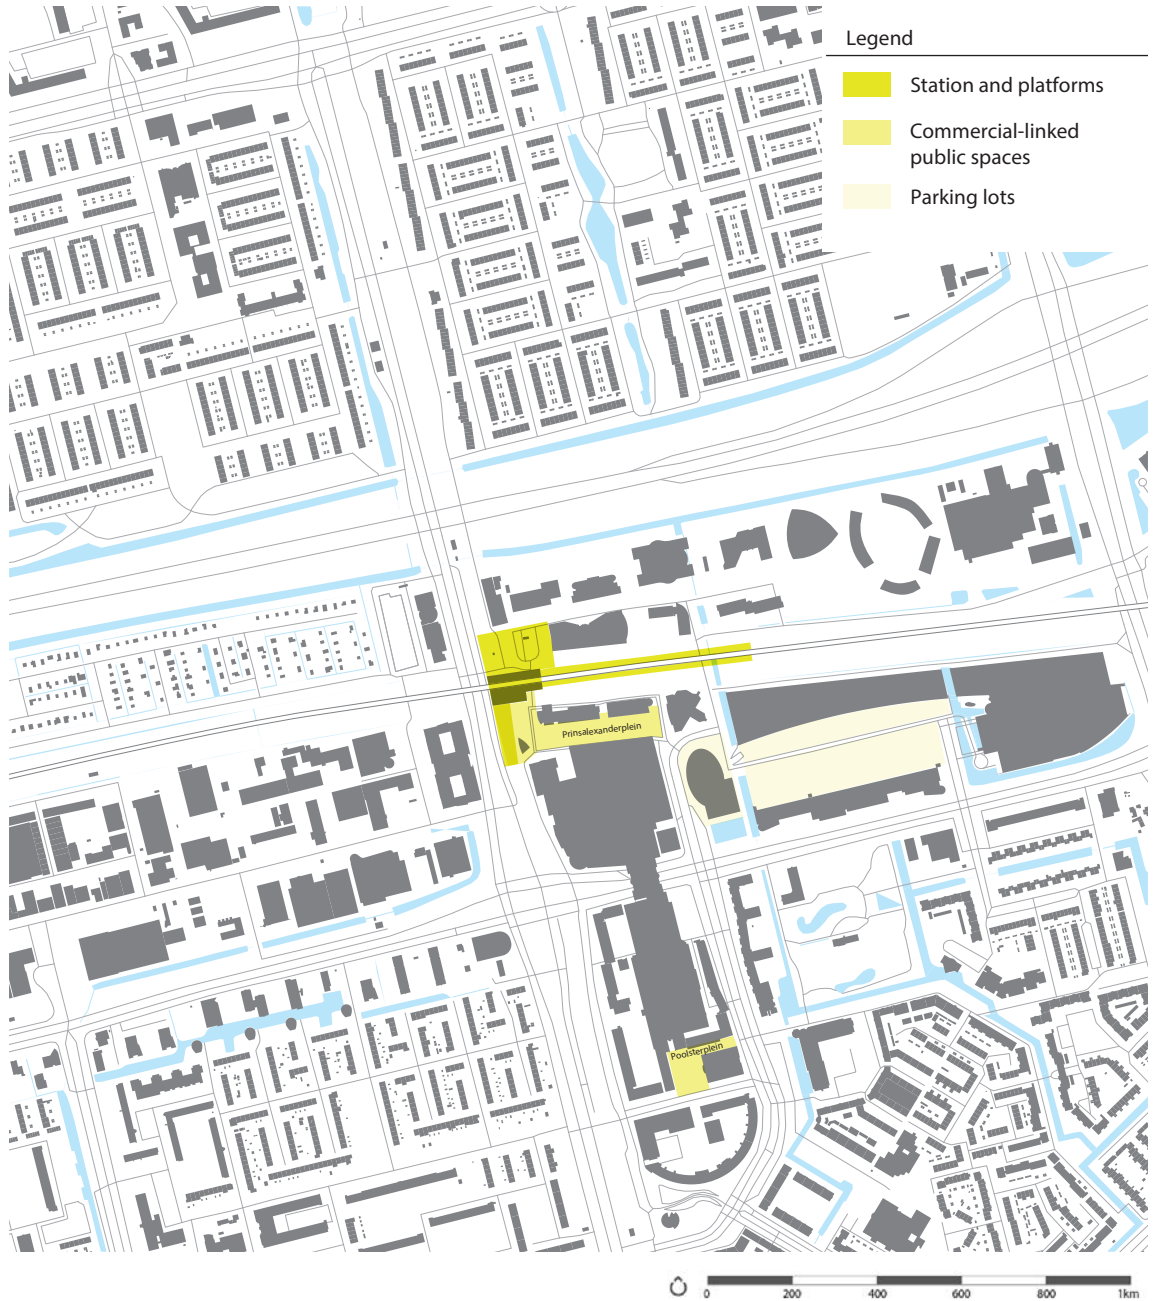 Legend
Station and platforms
Commercial-linked
public spaces
Parking lots
Prinsalexanderplein
Poolsterplein
0 200 400 600 800 1km